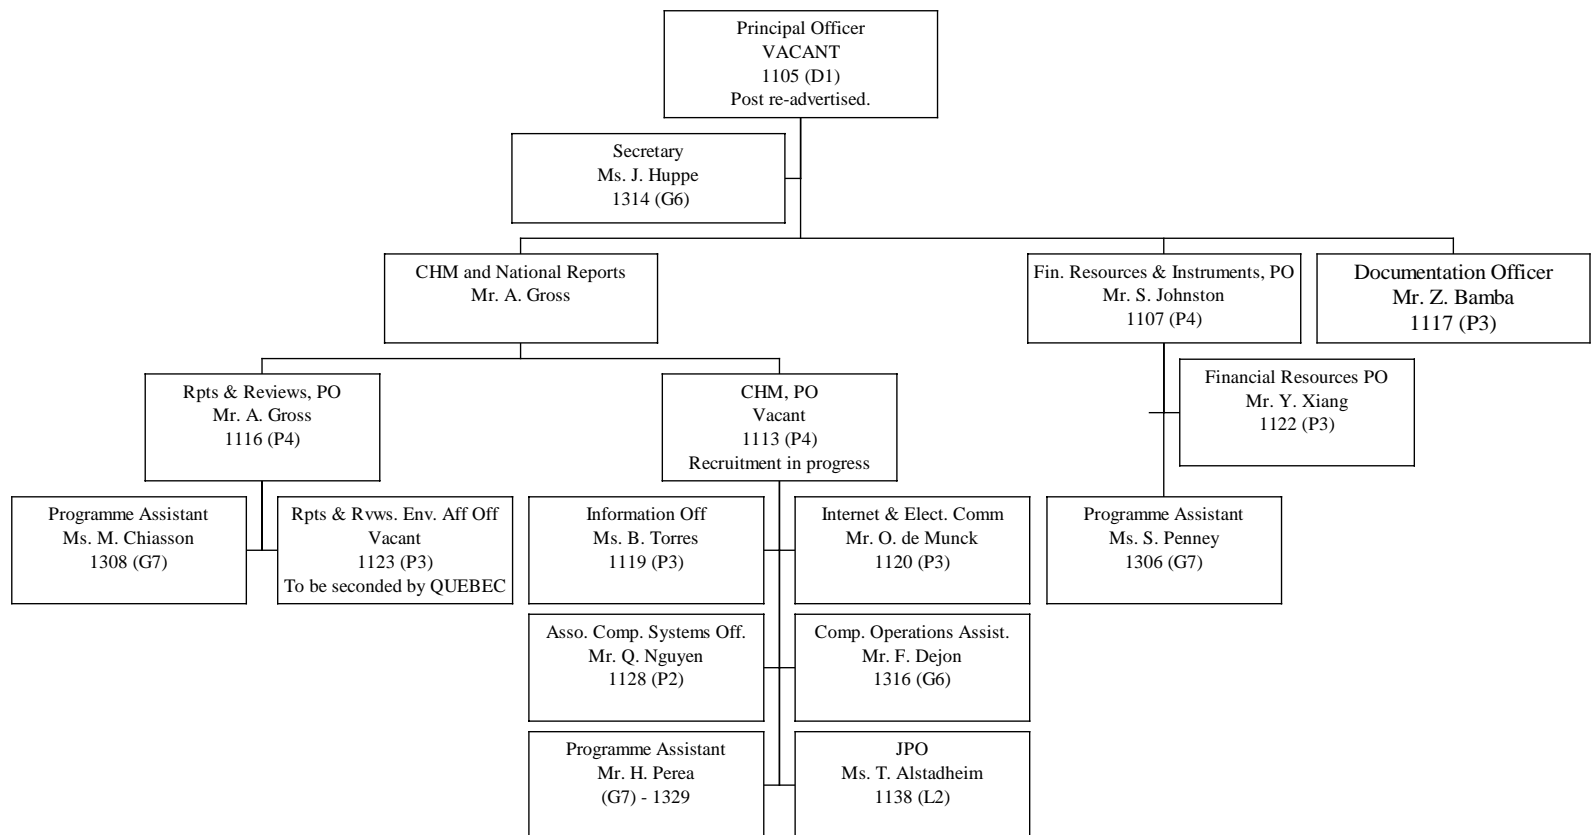 Principal Officer
VACANT
1105 (D1)
Post re-advertised.
Secretary
Ms. J. Huppe
1314 (G6)
CHM and National Reports
Mr. A. Gross
Fin. Resources & Instruments, PO
Mr. S. Johnston
1107 (P4)
Documentation Officer
Mr. Z. Bamba
1117 (P3)
Rpts & Reviews, PO
Mr. A. Gross
1116 (P4)
CHM, PO
Vacant
1113 (P4)
Recruitment in progress
Financial Resources PO
Mr. Y. Xiang
1122 (P3)
Programme Assistant
Ms. M. Chiasson
1308 (G7)
Rpts & Rvws. Env. Aff Off
Vacant
1123 (P3)
To be seconded by QUEBEC
Information Off
Ms. B. Torres
1119 (P3)
Internet & Elect. Comm
Mr. O. de Munck
1120 (P3)
Programme Assistant
Ms. S. Penney
1306 (G7)
Asso. Comp. Systems Off.
Mr. Q. Nguyen
1128 (P2)
Comp. Operations Assist.
Mr. F. Dejon
1316 (G6)
Programme Assistant
Mr. H. Perea
(G7) - 1329
JPO
Ms. T. Alstadheim
1138 (L2)